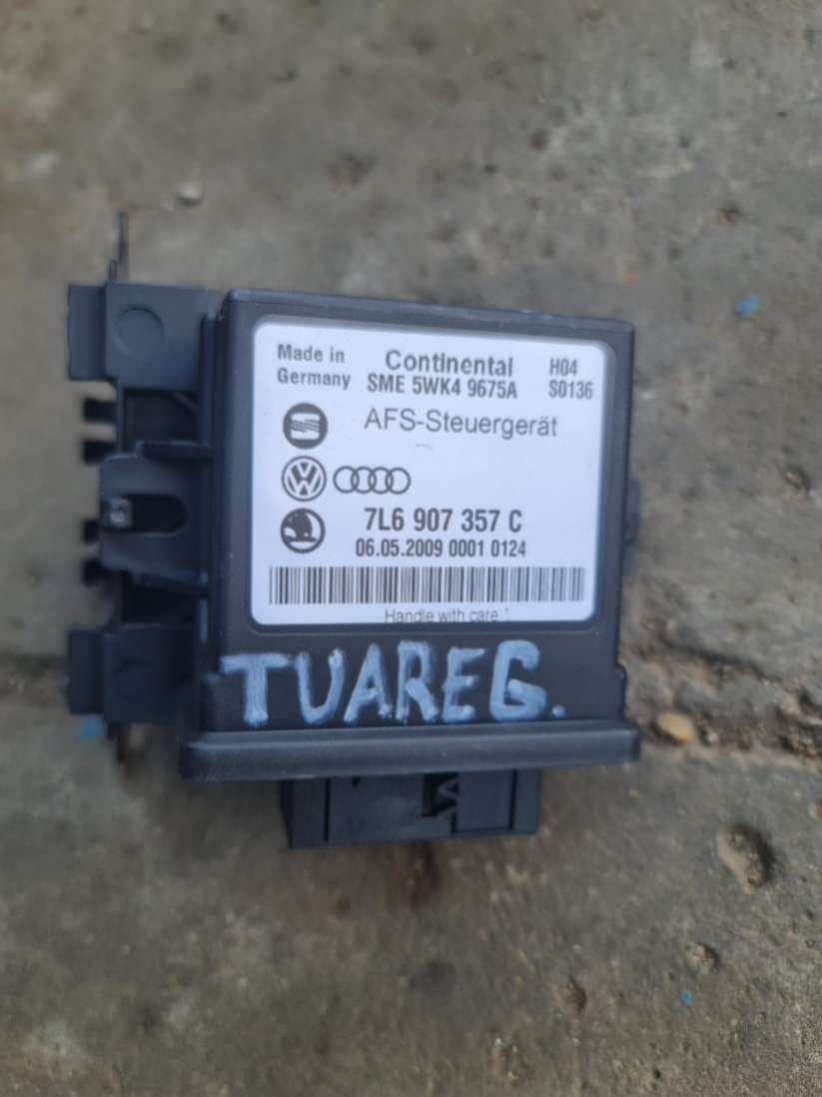 Made in
Germany
Continental
SME 5WK4 9675A
H04
S0136
AFS-Steuergerät
7L6 907 357 C
06.05.2009 0001 0124
Handle with care !
TUAREG.